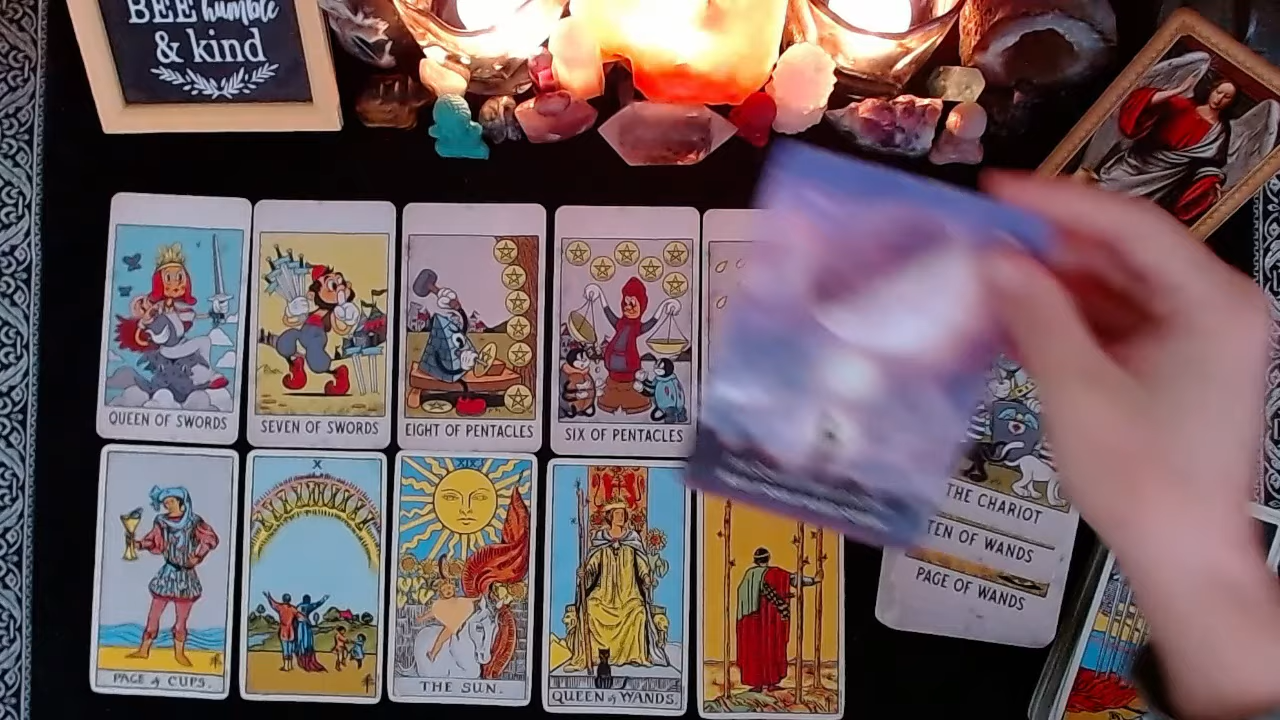 BEE humble
& kind
QUEEN OF SWORDS
SEVEN OF SWORDS
EIGHT OF PENTACLES
SIX OF PENTACLES
THE CHARIOT
TEN OF WANDS
PAGE OF WANDS
X
XIX
PAGE of CUPS.
THE SUN.
QUEEN of WANDS.